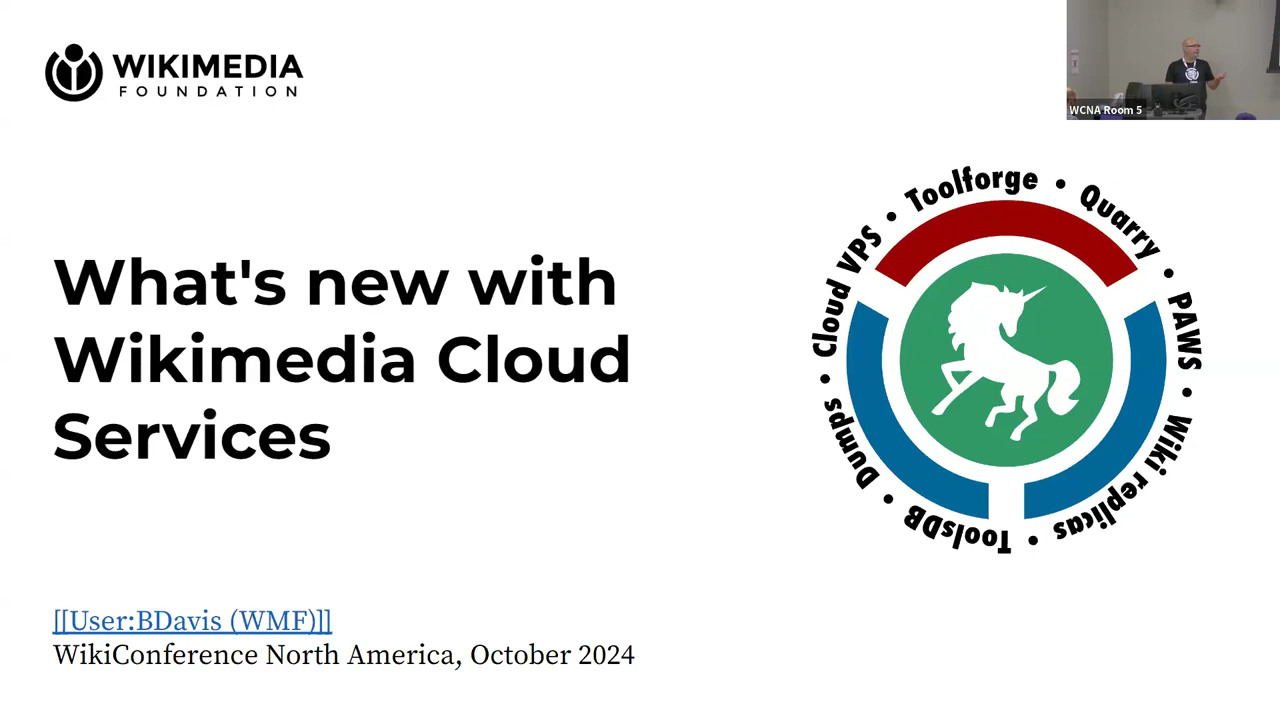 WIKIMEDIA
FOUNDATION
WCNA Room 5
What's new with
Wikimedia Cloud
Services
Cloud VPS • Toolforge • Quarry • PAWS • Wiki replicas • ToolsDB • Dumps •
[[User:BDavis (WMF)]]
WikiConference North America, October 2024